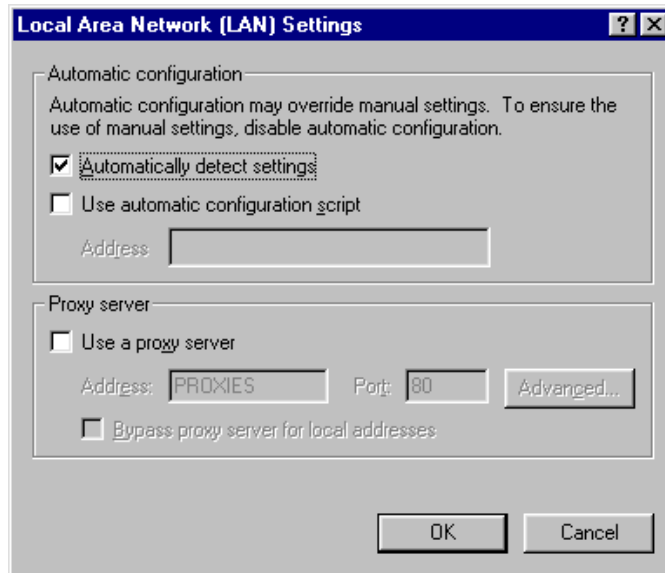 Local Area Network (LAN) Settings
Automatic configuration
Automatic configuration may override manual settings. To ensure the
use of manual settings, disable automatic configuration.
Automatically detect settings
Use automatic configuration script
Address
Proxy server
Use a proxy server
Address: PROXIES Port: 80 Advanced...
Bypass proxy server for local addresses
OK Cancel